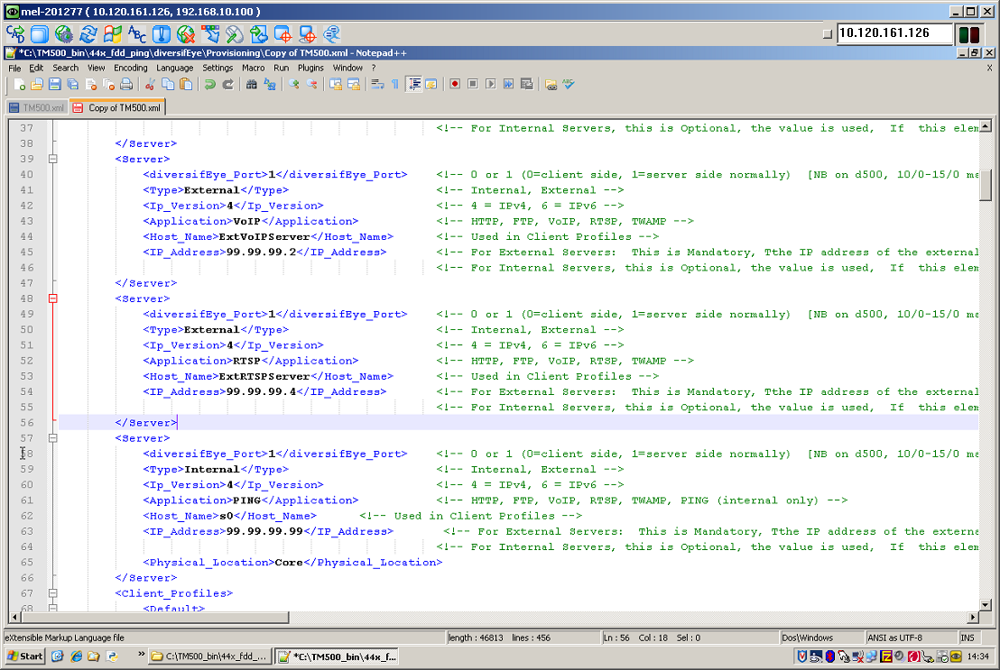 mel-201277 ( 10.120.161.126, 192.168.10.100 )
10.120.161.126
*C:\TM500_bin\44x_fdd_ping\diversifEye\Provisioning\Copy of TM500.xml - Notepad++
File Edit Search View Encoding Language Settings Macro Run Plugins Window ? X
TM500.xml Copy of TM500.xml
37 <!-- For Internal Servers, this is Optional, the value is used, If this elem
38 </Server>
39 <Server>
40 <diversifEye_Port>1</diversifEye_Port> <!-- 0 or 1 (0=client side, 1=server side normally) [NB on d500, 10/0-15/0 ma
41 <Type>External</Type> <!-- Internal, External -->
42 <Ip_Version>4</Ip_Version> <!-- 4 = IPv4, 6 = IPv6 -->
43 <Application>VoIP</Application> <!-- HTTP, FTP, VoIP, RTSP, TWAMP -->
44 <Host_Name>ExtVoIPServer</Host_Name> <!-- Used in Client Profiles -->
45 <IP_Address>99.99.99.2</IP_Address> <!-- For External Servers: This is Mandatory, Tthe IP address of the external
46 <!-- For Internal Servers, this is Optional, the value is used, If this elem
47 </Server>
48 <Server>
49 <diversifEye_Port>1</diversifEye_Port> <!-- 0 or 1 (0=client side, 1=server side normally) [NB on d500, 10/0-15/0 ma
50 <Type>External</Type> <!-- Internal, External -->
51 <Ip_Version>4</Ip_Version> <!-- 4 = IPv4, 6 = IPv6 -->
52 <Application>RTSP</Application> <!-- HTTP, FTP, VoIP, RTSP, TWAMP -->
53 <Host_Name>ExtRTSPServer</Host_Name> <!-- Used in Client Profiles -->
54 <IP_Address>99.99.99.4</IP_Address> <!-- For External Servers: This is Mandatory, Tthe IP address of the external
55 <!-- For Internal Servers, this is Optional, the value is used, If this elem
56 </Server>
57 <Server>
58 <diversifEye_Port>1</diversifEye_Port> <!-- 0 or 1 (0=client side, 1=server side normally) [NB on d500, 10/0-15/0 ma
59 <Type>Internal</Type> <!-- Internal, External -->
60 <Ip_Version>4</Ip_Version> <!-- 4 = IPv4, 6 = IPv6 -->
61 <Application>PING</Application> <!-- HTTP, FTP, VoIP, RTSP, TWAMP, PING (internal only) -->
62 <Host_Name>s0</Host_Name> <!-- Used in Client Profiles -->
63 <IP_Address>99.99.99.99</IP_Address> <!-- For External Servers: This is Mandatory, Tthe IP address of the externa
64 <!-- For Internal Servers, this is Optional, the value is used, If this elem
65 <Physical_Location>Core</Physical_Location>
66 </Server>
67 <Client_Profiles>
68 <Default>
eXtensible Markup Language file length : 46813 lines : 456 Ln : 56 Col : 18 Sel : 0 Dos\Windows ANSI as UTF-8 INS
Start » C:\TM500_bin\44x_fdd_... *C:\TM500_bin\44x_f... 14:34